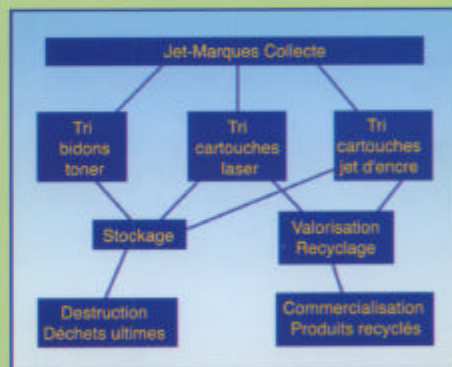 Jet-Marques Collecte
Tri
bidons
toner
Tri
cartouches
laser
Tri
cartouches
jet d'encre
Stockage
Valorisation
Recyclage
Destruction
Déchets ultimes
Commercialisation
Produits recyclés